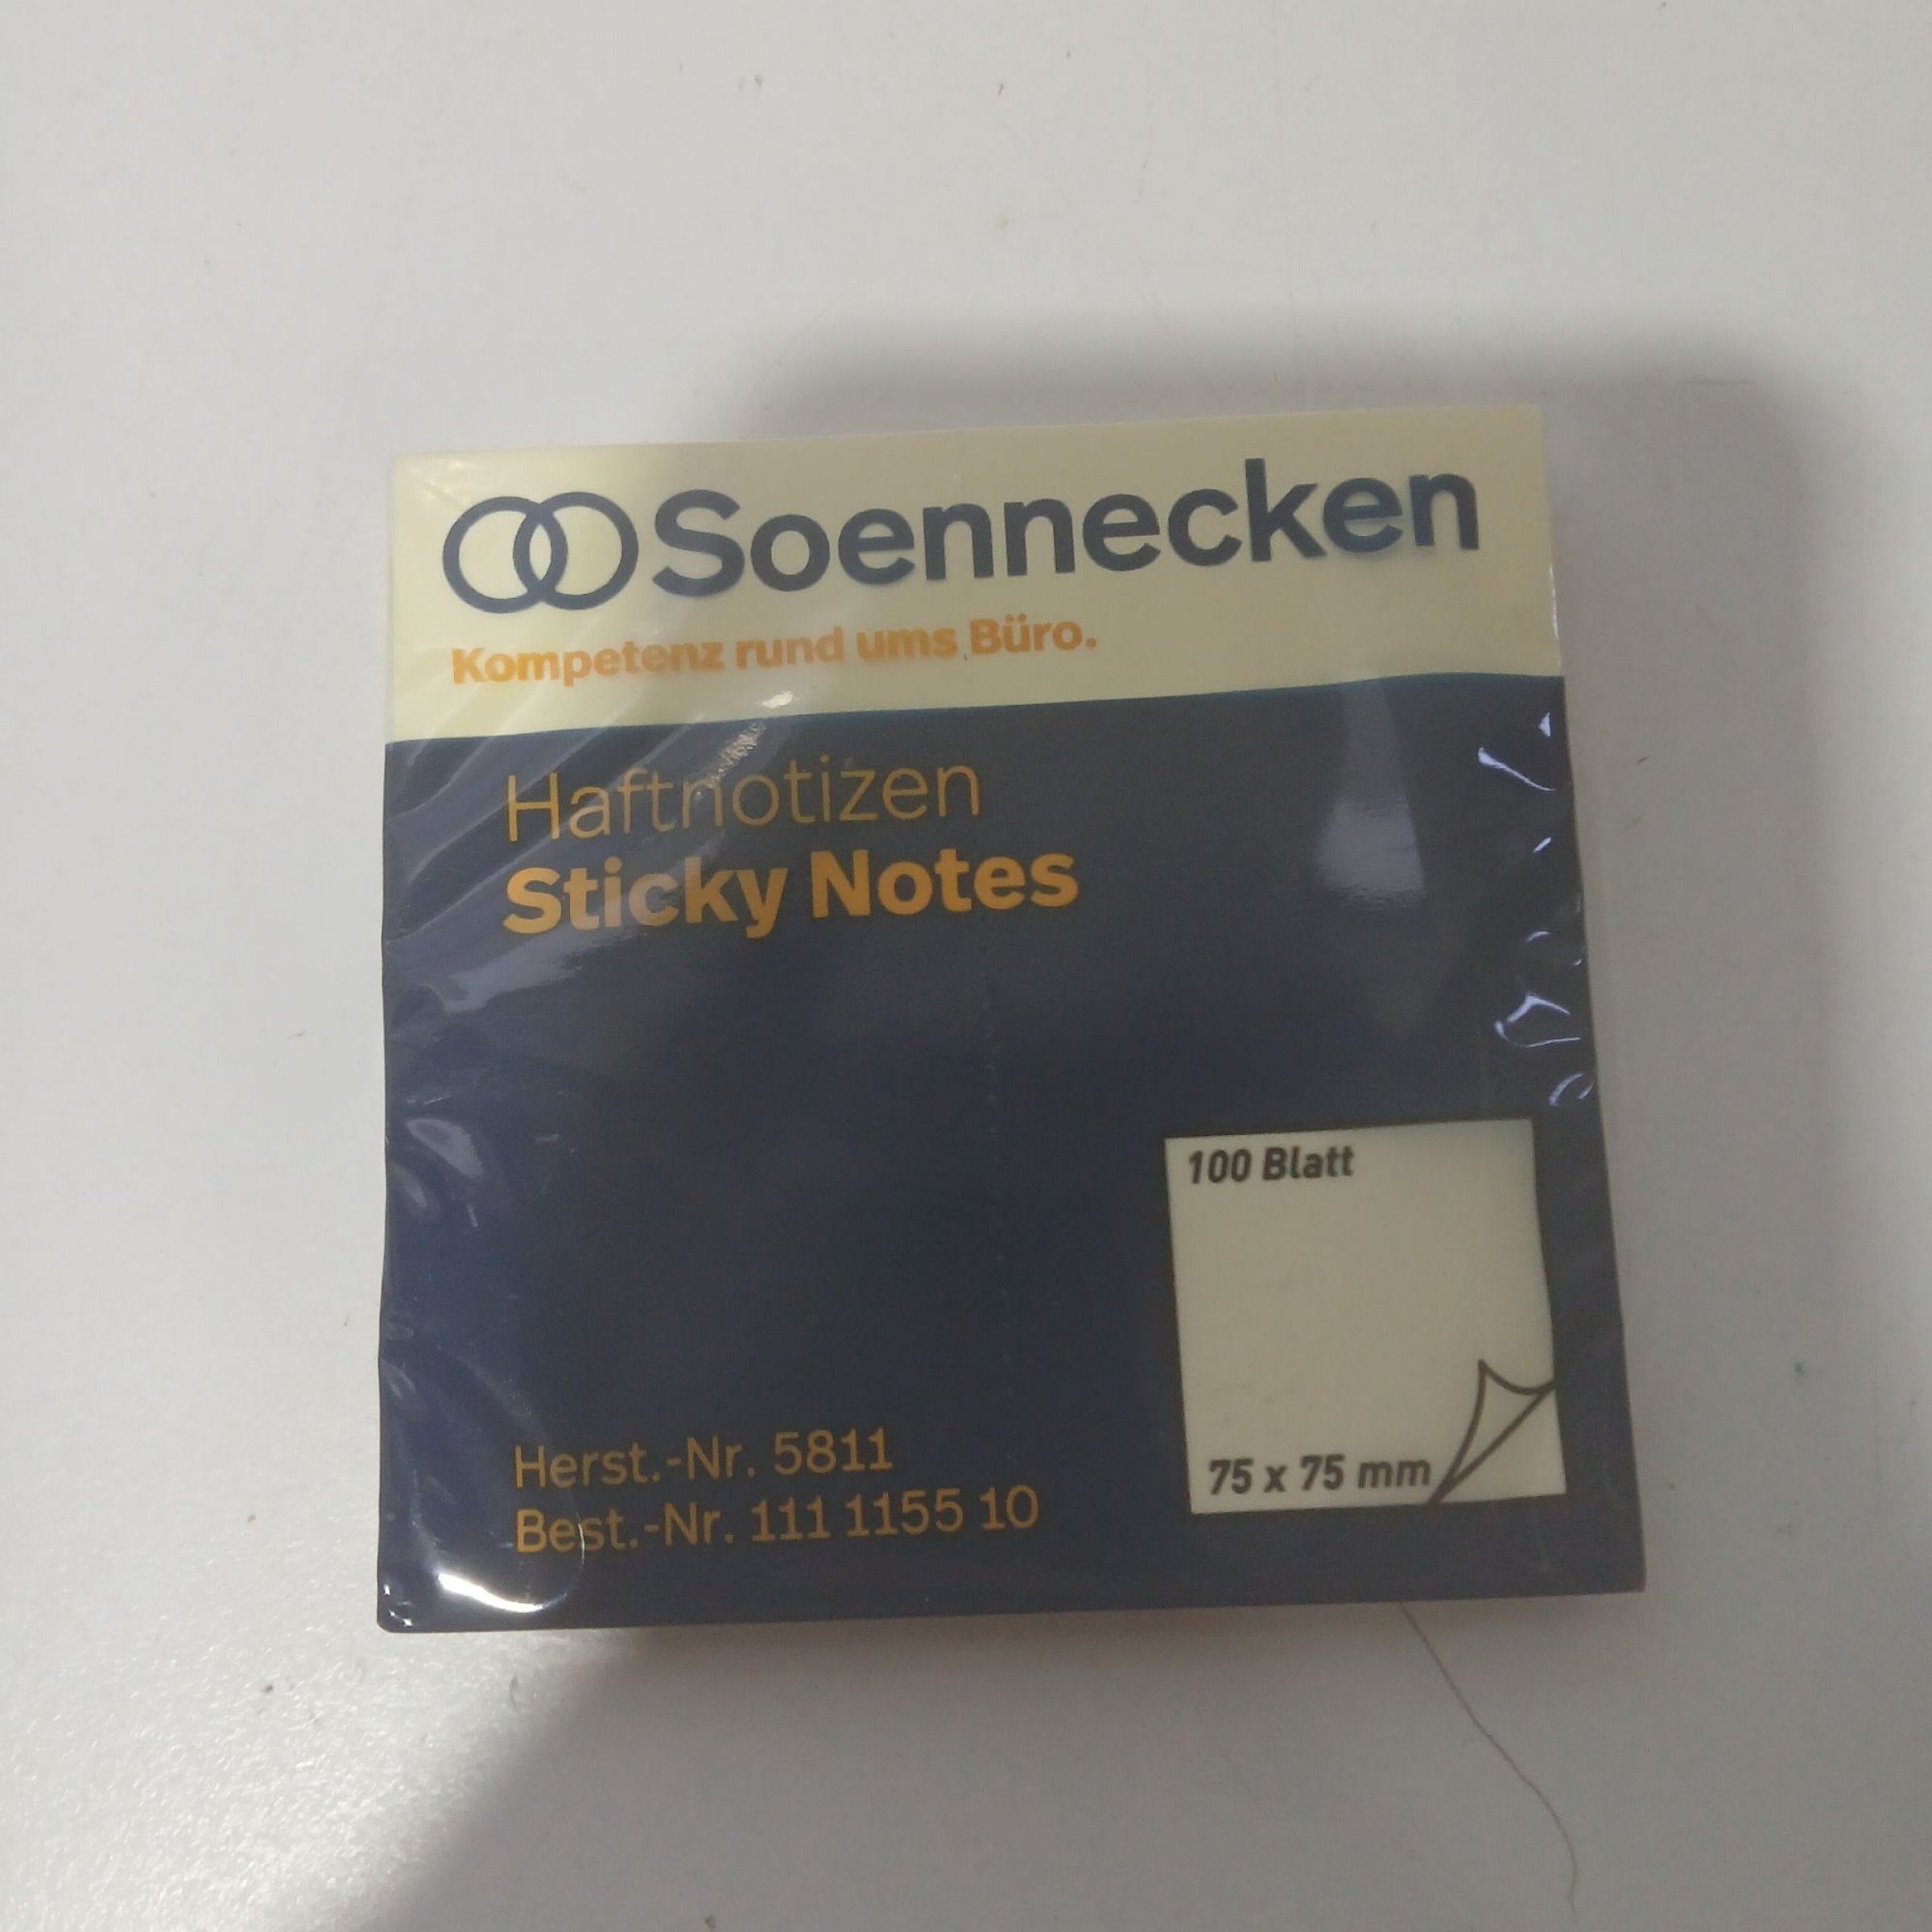 Soennecken
Kompetenz rund ums Büro.
Haftnotizen
Sticky Notes
100 Blatt
75 x 75 mm
Herst.-Nr. 5811
Best.-Nr. 111 1155 10